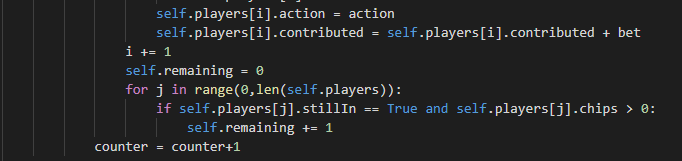 self.players[i].action = action
self.players[i].contributed = self.players[i].contributed + bet
i += 1
self.remaining = 0
for j in range(0,len(self.players)):
if self.players[j].stillIn == True and self.players[j].chips > 0:
self.remaining += 1
counter = counter+1